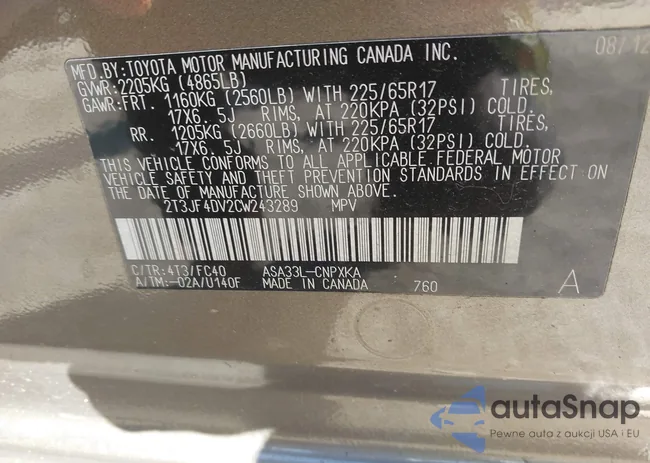 MFD.BY:TOYOTA MOTOR MANUFACTURING CANADA INC. 08/12
GVWR:2205KG (4865LB)
GAWR:FRT. 1160KG (2560LB) WITH 225/65R17 TIRES,
17X6. 5J RIMS, AT 220KPA (32PSI) COLD.
RR. 1205KG (2660LB) WITH 225/65R17 TIRES,
17X6. 5J RIMS, AT 220KPA (32PSI) COLD.
THIS VEHICLE CONFORMS TO ALL APPLICABLE FEDERAL MOTOR
VEHICLE SAFETY AND THEFT PREVENTION STANDARDS IN EFFECT ON
THE DATE OF MANUFACTURE SHOWN ABOVE.
2T3JF4DV2CW243289 MPV
C/TR:4T3/FC40 ASA33L-CNPXKA
A/TM:-02A/U140F MADE IN CANADA 760 A
autaSnap
Pewne auta z aukcji USA i EU